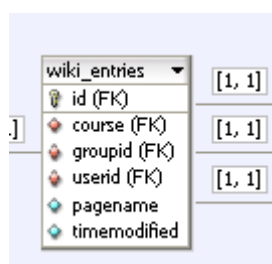 wiki_entries
[1, 1]
id (FK)
course (FK)
[1, 1]
groupid (FK)
userid (FK)
[1, 1]
pagename
timemodified